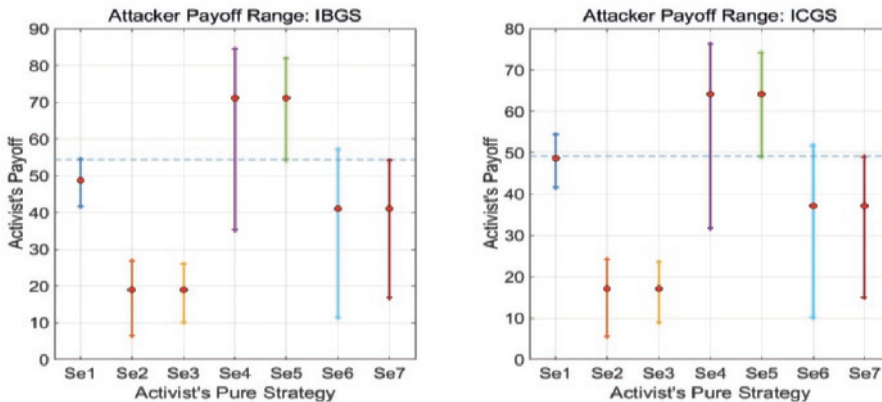 Attacker Payoff Range: IBGS
90
80
70
60
50
40
30
20
10
0
Activist's Payoff
Se1 Se2 Se3 Se4 Se5 Se6 Se7
Activist's Pure Strategy
Attacker Payoff Range: ICGS
80
70
60
50
40
30
20
10
0
Activist's Payoff
Se1 Se2 Se3 Se4 Se5 Se6 Se7
Activist's Pure Strategy